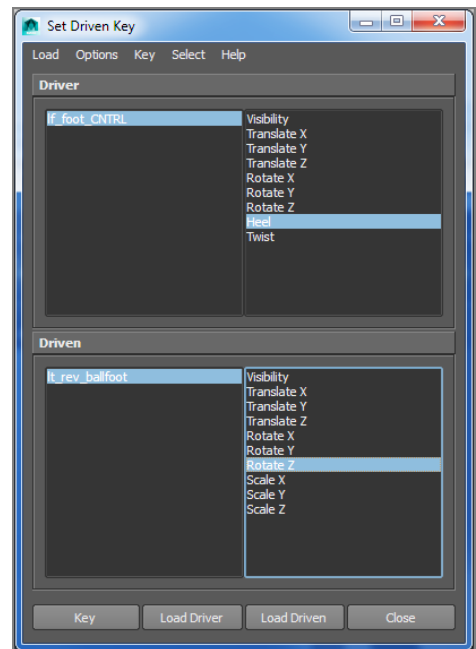 Set Driven Key
Load Options Key Select Help
Driver
lf_foot_CNTRL
Visibility
Translate X
Translate Y
Translate Z
Rotate X
Rotate Y
Rotate Z
Heel
Twist
Driven
lt_rev_ballfoot
Visibility
Translate X
Translate Y
Translate Z
Rotate X
Rotate Y
Rotate Z
Scale X
Scale Y
Scale Z
Key Load Driver Load Driven Close